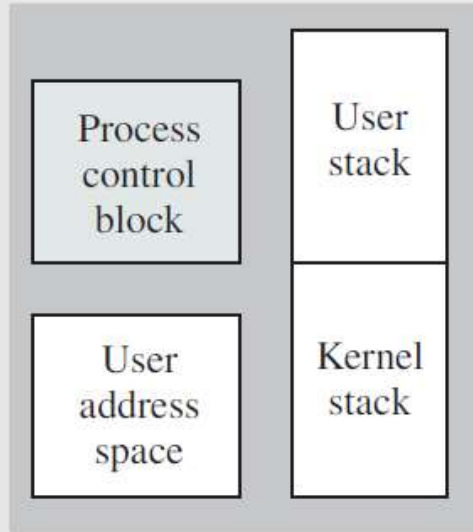 Process
control
block
User
address
space
User
stack
Kernel
stack